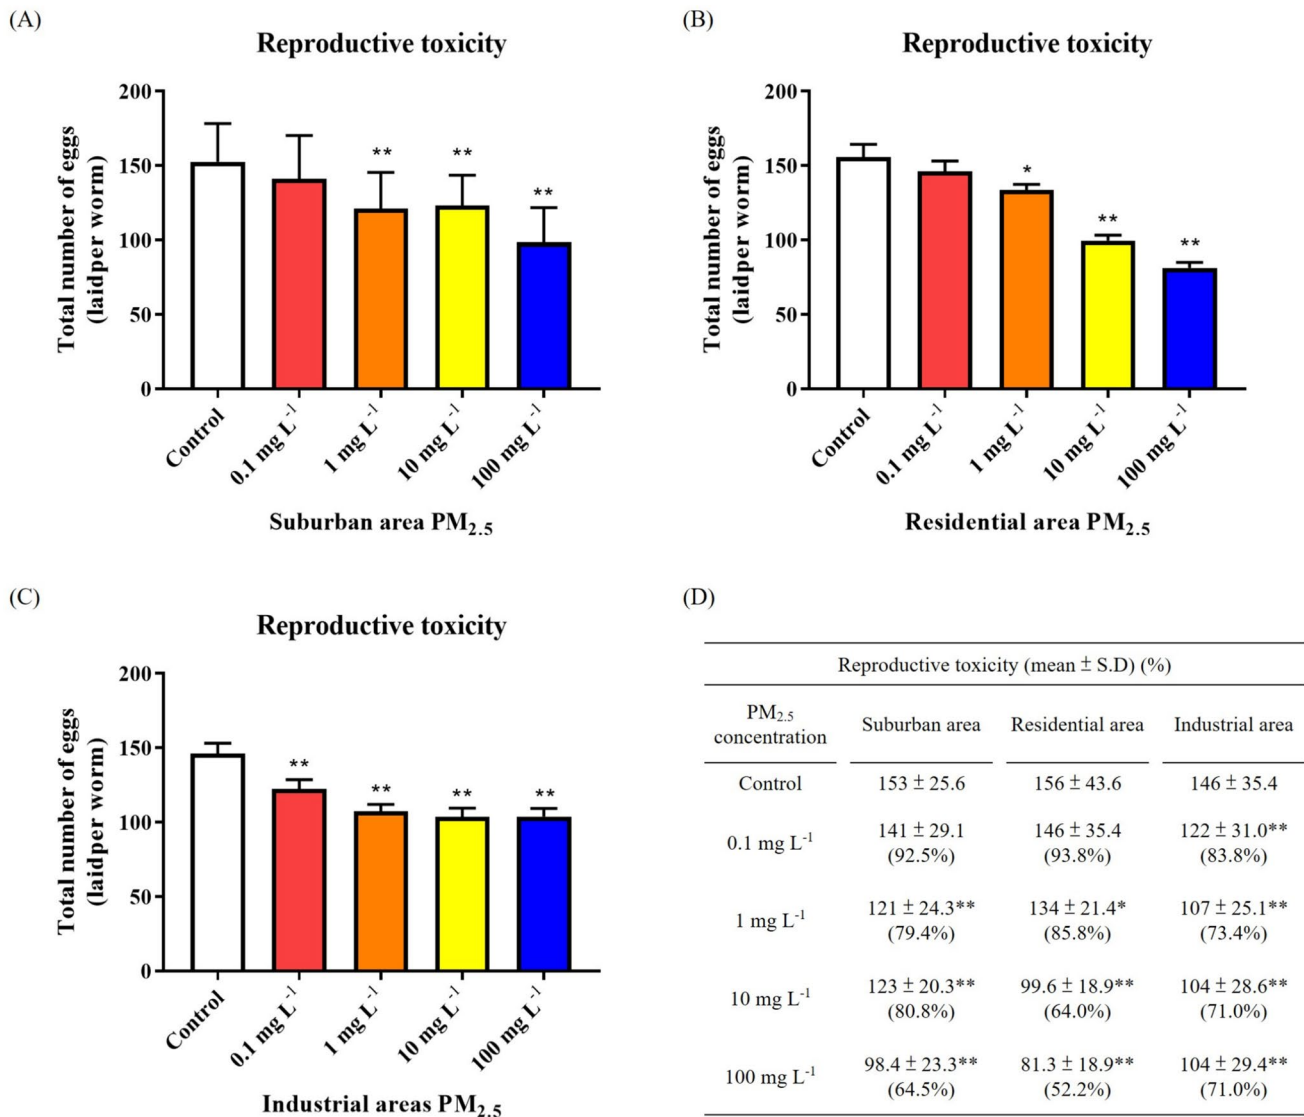 (A)
Reproductive toxicity
Total number of eggs
(laidper worm)
200
150
100
50
0
**
**
**
Control
0.1 mg L⁻¹
1 mg L⁻¹
10 mg L⁻¹
100 mg L⁻¹
Suburban area PM₂.₅
(B)
Reproductive toxicity
Total number of eggs
(laidper worm)
200
150
100
50
0
*
**
**
Control
0.1 mg L⁻¹
1 mg L⁻¹
10 mg L⁻¹
100 mg L⁻¹
Residential area PM₂.₅
(C)
Reproductive toxicity
Total number of eggs
(laidper worm)
200
150
100
50
0
**
**
**
**
Control
0.1 mg L⁻¹
1 mg L⁻¹
10 mg L⁻¹
100 mg L⁻¹
Industrial areas PM₂.₅
(D)
Reproductive toxicity (mean ± S.D) (%)
PM₂.₅ concentration Suburban area Residential area Industrial area
Control 153 ± 25.6 156 ± 43.6 146 ± 35.4
0.1 mg L⁻¹ 141 ± 29.1 146 ± 35.4 122 ± 31.0**
(92.5%) (93.8%) (83.8%)
1 mg L⁻¹ 121 ± 24.3** 134 ± 21.4* 107 ± 25.1**
(79.4%) (85.8%) (73.4%)
10 mg L⁻¹ 123 ± 20.3** 99.6 ± 18.9** 104 ± 28.6**
(80.8%) (64.0%) (71.0%)
100 mg L⁻¹ 98.4 ± 23.3** 81.3 ± 18.9** 104 ± 29.4**
(64.5%) (52.2%) (71.0%)